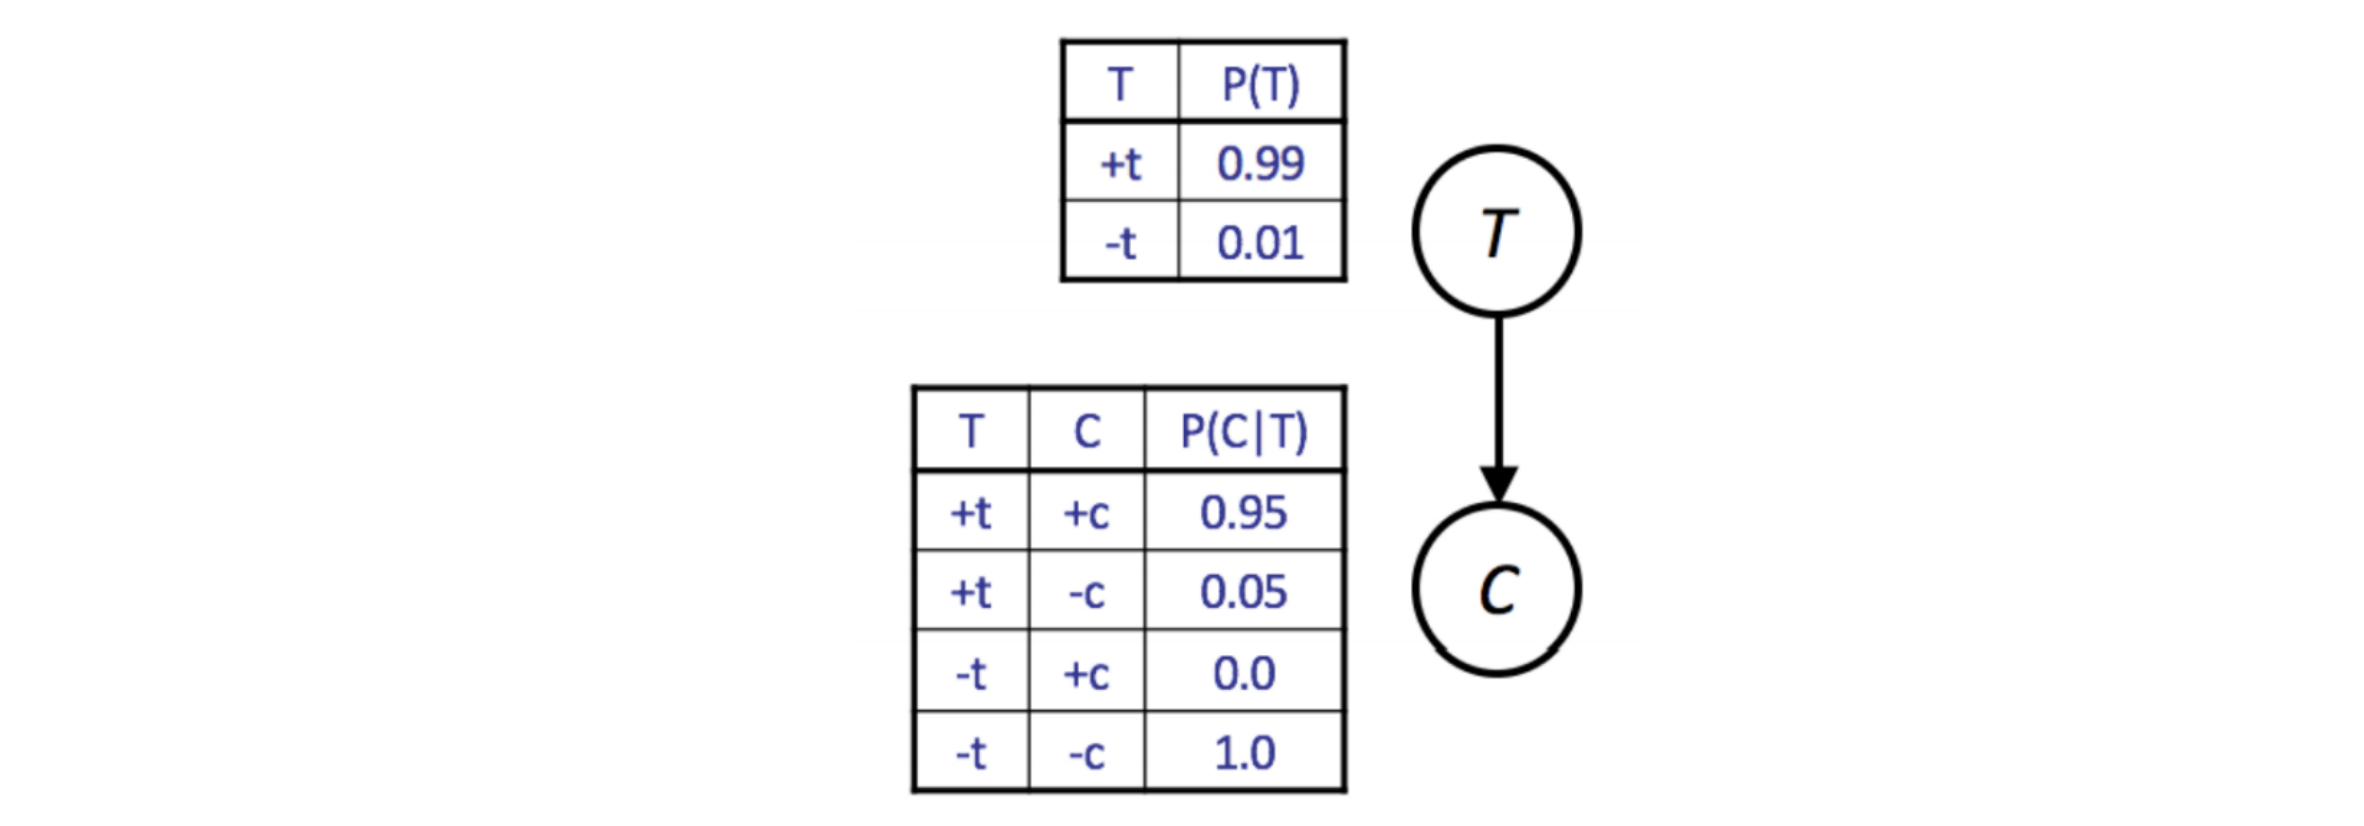 T P(T)
+t 0.99
-t 0.01
T
T C P(C|T)
+t +c 0.95
+t -c 0.05
-t +c 0.0
-t -c 1.0
C